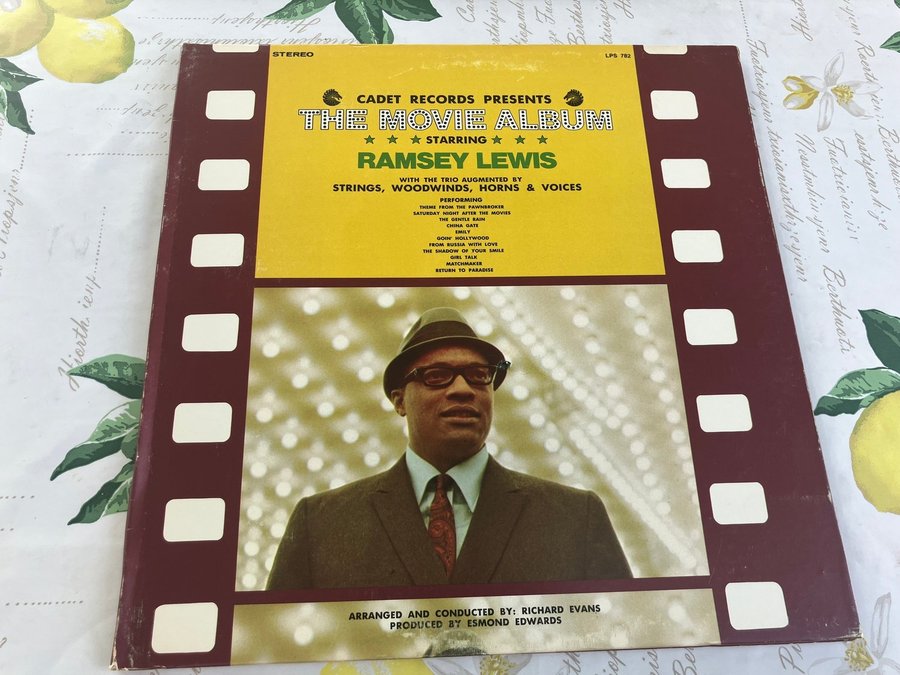 STEREO
LPS 782
CADET RECORDS PRESENTS
THE MOVIE ALBUM
STARRING
RAMSEY LEWIS
WITH THE TRIO AUGMENTED BY
STRINGS, WOODWINDS, HORNS & VOICES
PERFORMING
THEME FROM THE PAWNBROKER
SATURDAY NIGHT AFTER THE MOVIES
THE GENTLE RAIN
CHINA GATE
EMILY
GOIN' HOLLYWOOD
FROM RUSSIA WITH LOVE
THE SHADOW OF YOUR SMILE
GIRL TALK
MATCHMAKER
RETURN TO PARADISE
ARRANGED AND CONDUCTED BY: RICHARD EVANS
PRODUCED BY ESMOND EDWARDS